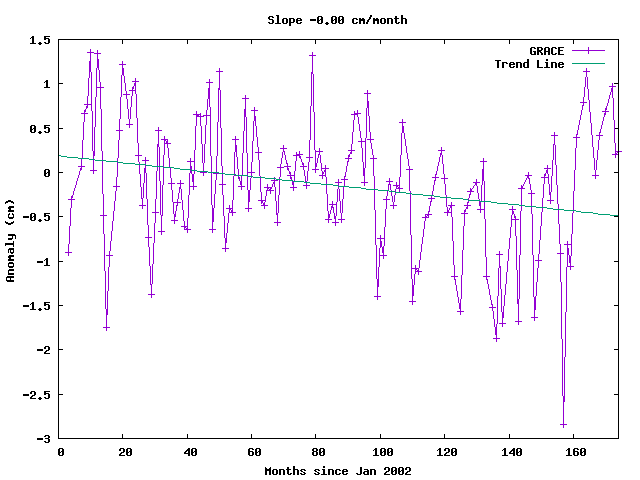 Slope -0.00 cm/month
GRACE
Trend Line
1.5
1
0.5
0
-0.5
-1
-1.5
-2
-2.5
-3
Anomaly (cm)
0 20 40 60 80 100 120 140 160
Months since Jan 2002